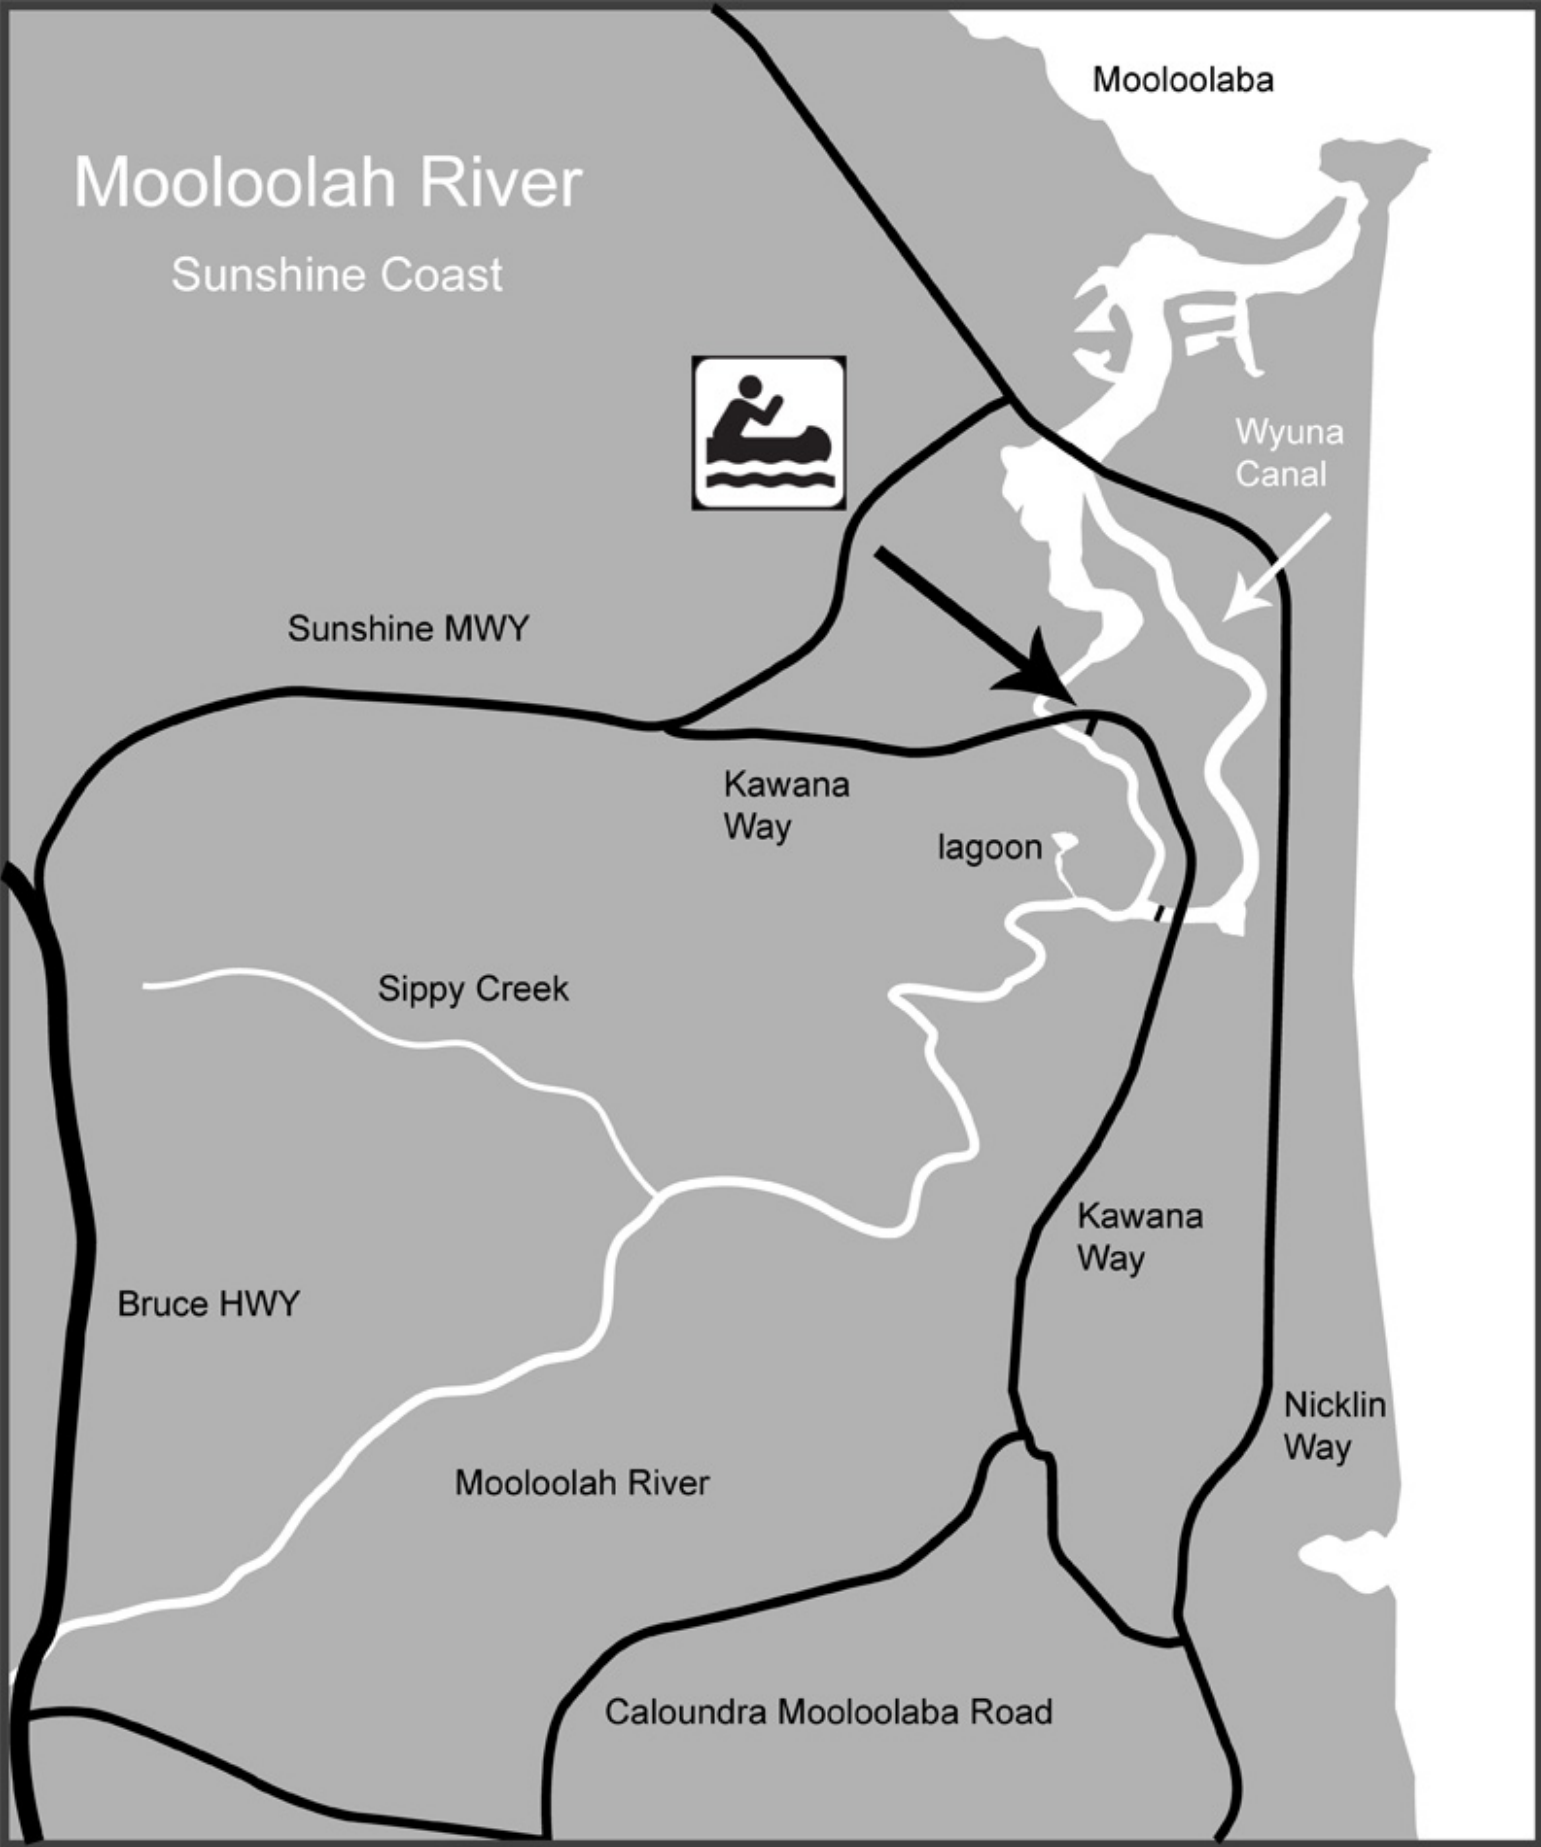 Mooloolaba
Mooloolah River
Sunshine Coast
Wyuna
Canal
Sunshine MWY
Kawana
Way
lagoon
Sippy Creek
Kawana
Way
Bruce HWY
Nicklin
Way
Mooloolah River
Caloundra Mooloolaba Road